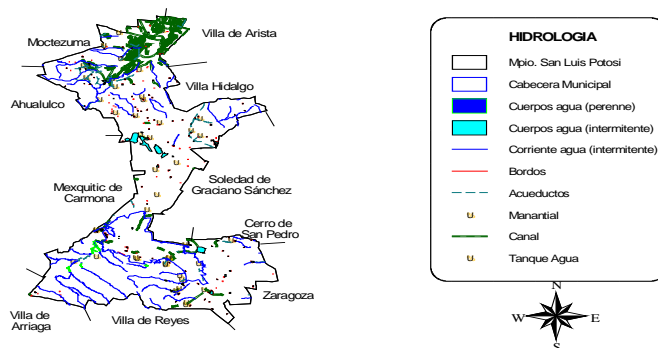 Villa de Arista
Moctezuma
Villa Hidalgo
Ahualulco
Mexquitic de
Carmona
Soledad de
Graciano Sánchez
Cerro de
San Pedro
Zaragoza
Villa de
Arriaga
Villa de Reyes
HIDROLOGIA
Mpio. San Luis Potosi
Cabecera Municipal
Cuerpos agua (perenne)
Cuerpos agua (intermitente)
Corriente agua (intermitente)
Bordos
Acueductos
Manantial
Canal
Tanque Agua
N
W
E
S